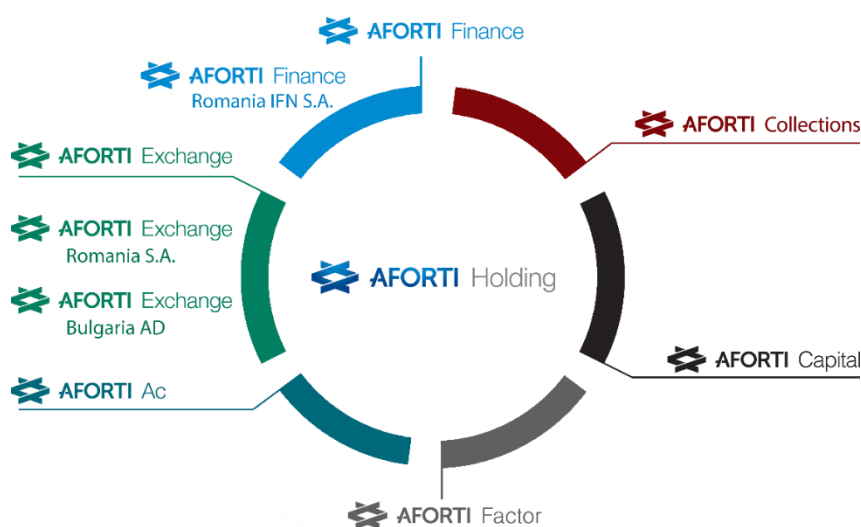 AFORTI Finance
AFORTI Finance
Romania IFN S.A.
AFORTI Collections
AFORTI Exchange
AFORTI Exchange
Romania S.A.
AFORTI Holding
AFORTI Exchange
Bulgaria AD
AFORTI Capital
AFORTI Ac
AFORTI Factor